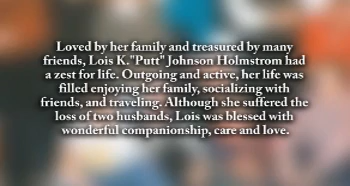 Loved by her family and treasured by many
friends, Lois K."Putt" Johnson Holmstrom had
a zest for life. Outgoing and active, her life was
filled enjoying her family, socializing with
friends, and traveling. Although she suffered the
loss of two husbands, Lois was blessed with
wonderful companionship, care and love.